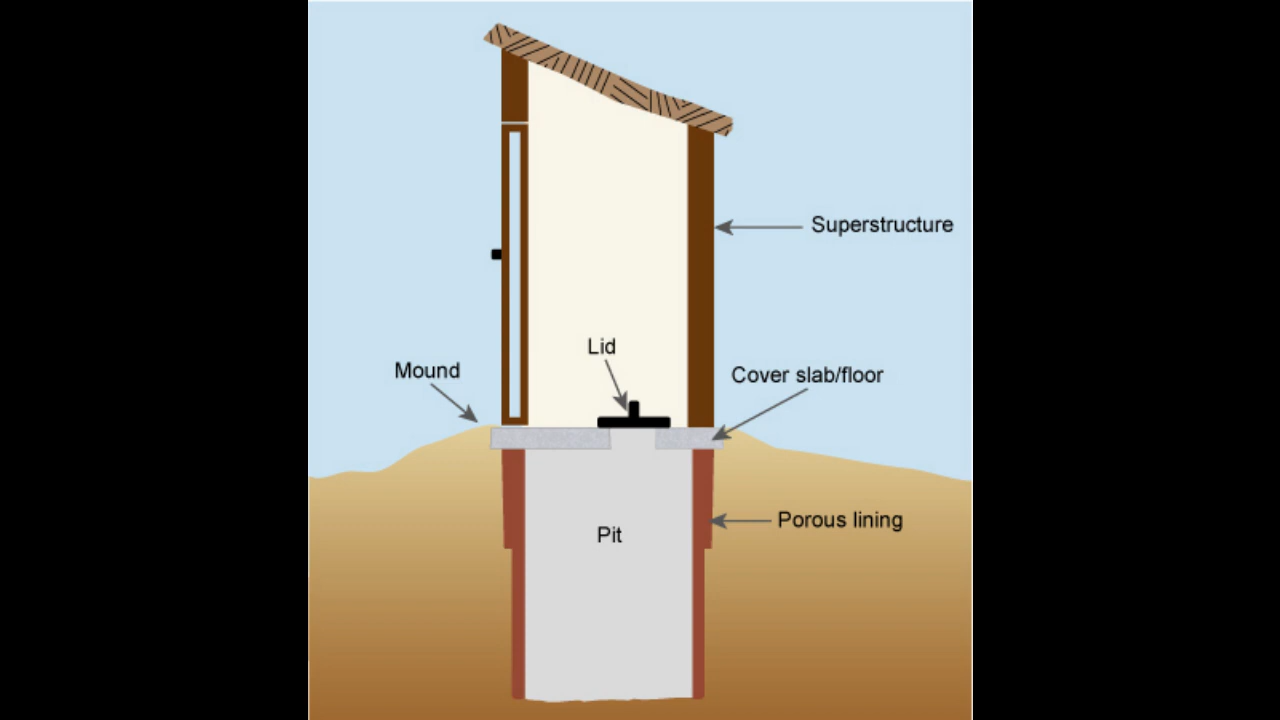 Superstructure
Lid
Mound
Cover slab/floor
Porous lining
Pit